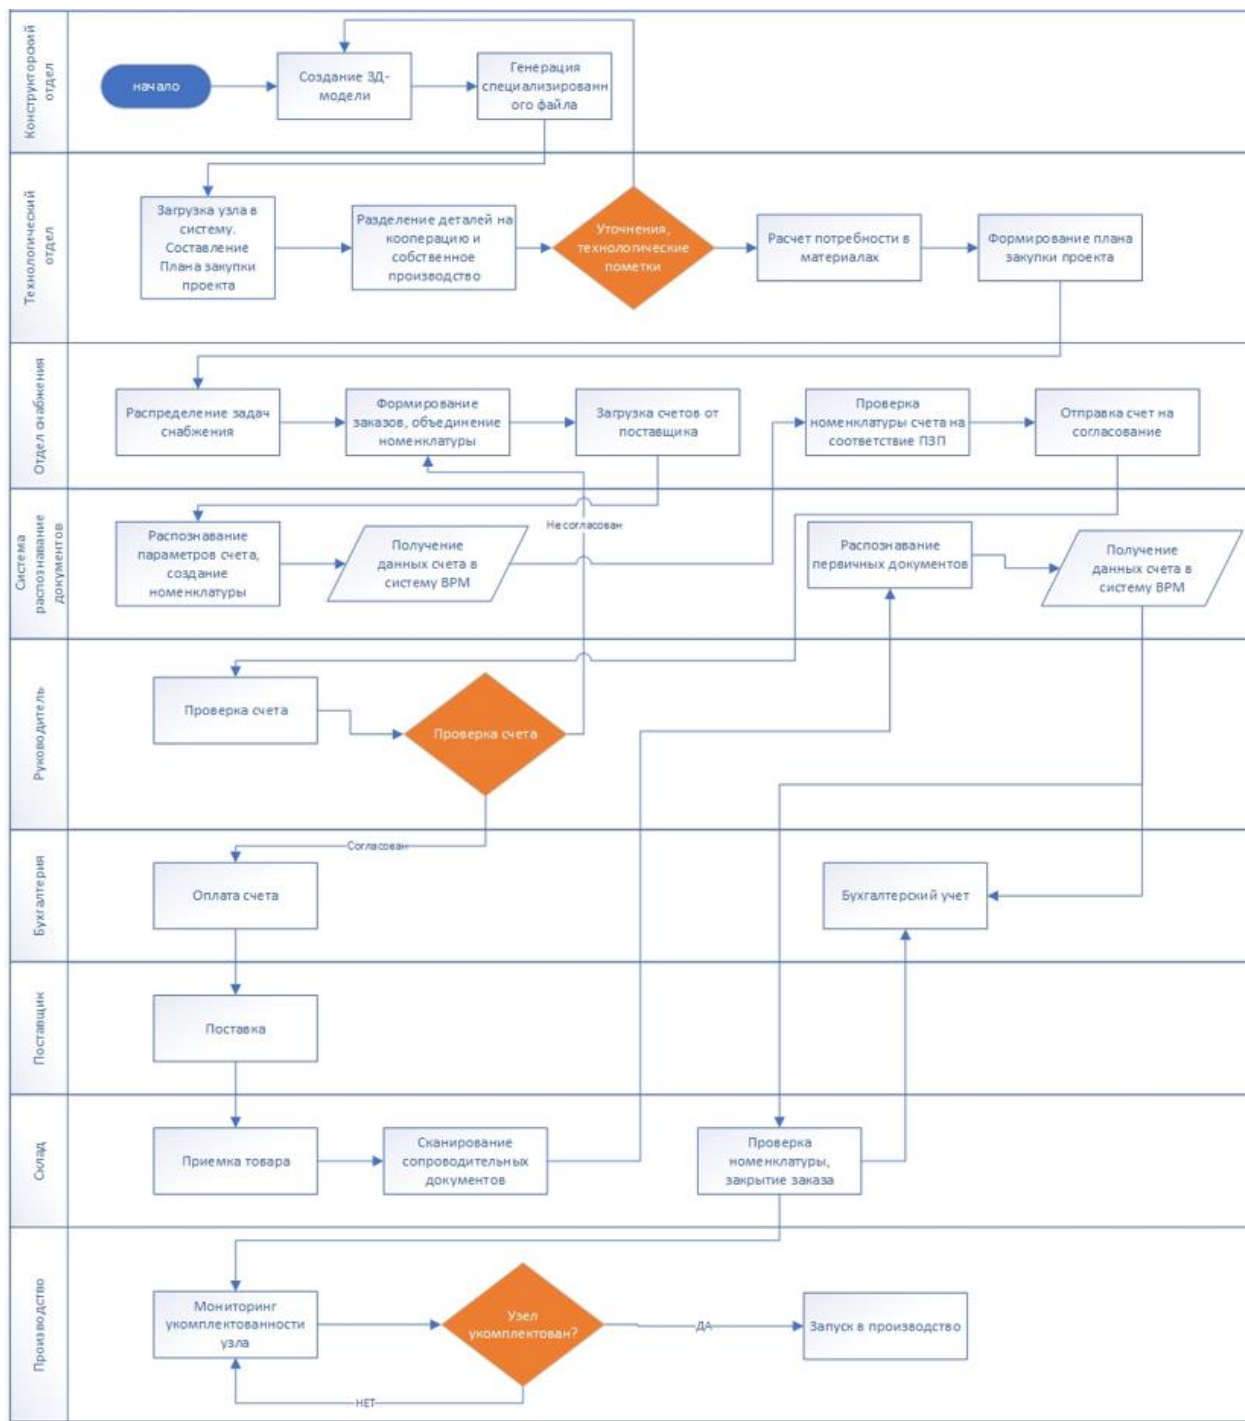 Конструкторский
отдел
начало
Создание 3Д-
модели
Генерация
специализированн
ого файла
Технологический
отдел
Загрузка узла в
систему.
Составление
Плана закупки
проекта
Разделение деталей на
кооперацию и
собственное
производство
Уточнения,
технологические
пометки
Расчет потребности в
материалах
Формирование плана
закупки проекта
Отдел снабжения
Распределение задач
снабжения
Формирование
заказов, объединение
номенклатуры
Загрузка счетов от
поставщика
Проверка
номенклатуры счета на
соответствие ПЗП
Отправка счет на
согласование
Система
распознавание
документов
Распознавание
параметров счета,
создание
номенклатуры
Получение
данных счета в
систему BPM
Не согласован
Распознавание
первичных документов
Получение
данных счета в
систему BPM
Руководитель
Проверка счета
Проверка счета
Согласован
Бухгалтерия
Оплата счета
Бухгалтерский учет
Поставщик
Поставка
Склад
Приемка товара
Сканирование
сопроводительных
документов
Проверка
номенклатуры,
закрытие заказа
Производство
Мониторинг
укомплектованности
узла
Узел
укомплектован?
ДА
Запуск в производство
НЕТ